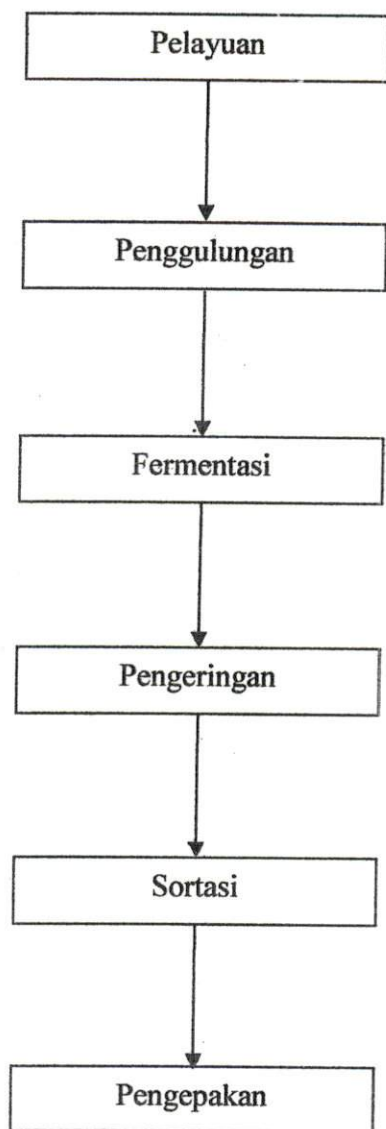 Pelayuan
Penggulungan
Fermentasi
Pengeringan
Sortasi
Pengepakan